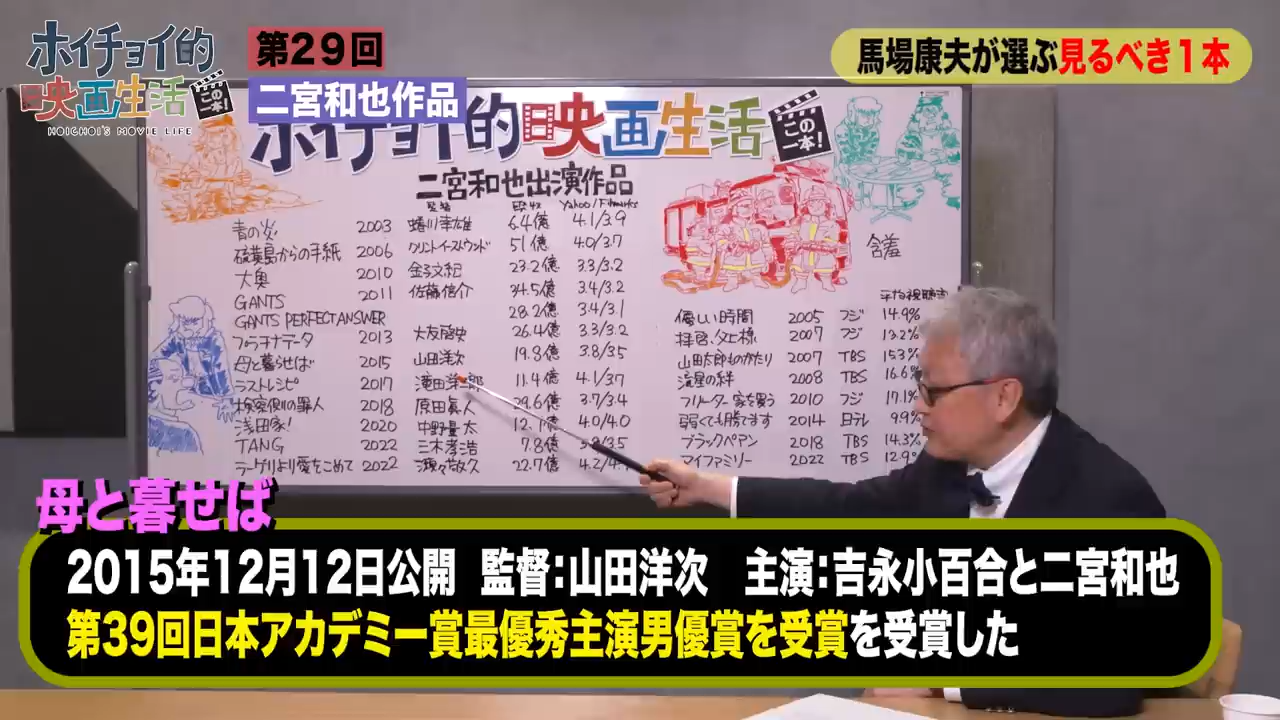 ホイチョイ的
映画生活
この一本!
HOICHOI'S MOVIE LIFE
第29回
二宮和也作品
馬場康夫が選ぶ見るべき1本
ホイチョイ的映画生活
この一本!
二宮和也出演作品
監督 興収 Yahoo/Filmarks
青の炎 2003 蜷川幸雄 6.4億 4.1/3.9
硫黄島からの手紙 2006 クリントイーストウッド 51億 4.0/3.7
大奥 2010 金子文紀 23.2億 3.3/3.2
GANTS 2011 佐藤信介 34.5億 3.4/3.2
GANTS PERFECT ANSWER 28.2億 3.4/3.1
プラチナデータ 2013 大友啓史 26.4億 3.3/3.2
母と暮せば 2015 山田洋次 19.8億 3.8/3.5
ラストレシピ 2017 滝田洋二郎 11.4億 4.1/3.7
検察側の罪人 2018 原田眞人 29.6億 3.7/3.4
浅田家! 2020 中野量太 12.1億 4.0/4.0
TANG 2022 三木孝浩 7.8億 3.8/3.5
ラーゲリより愛をこめて 2022 瀬々敬久 22.7億 4.2/4.
含羞
平均視聴率
優しい時間 2005 フジ 14.9%
拝啓、父上様 2007 フジ 13.2%
山田太郎ものがたり 2007 TBS 15.3%
流星の絆 2008 TBS 16.6%
フリーター家を買う 2010 フジ 17.1%
弱くても勝てます 2014 日テレ 9.9%
ブラックペアン 2018 TBS 14.3%
マイファミリー 2022 TBS 12.9%
母と暮せば
2015年12月12日公開 監督:山田洋次 主演:吉永小百合と二宮和也
第39回日本アカデミー賞最優秀主演男優賞を受賞を受賞した